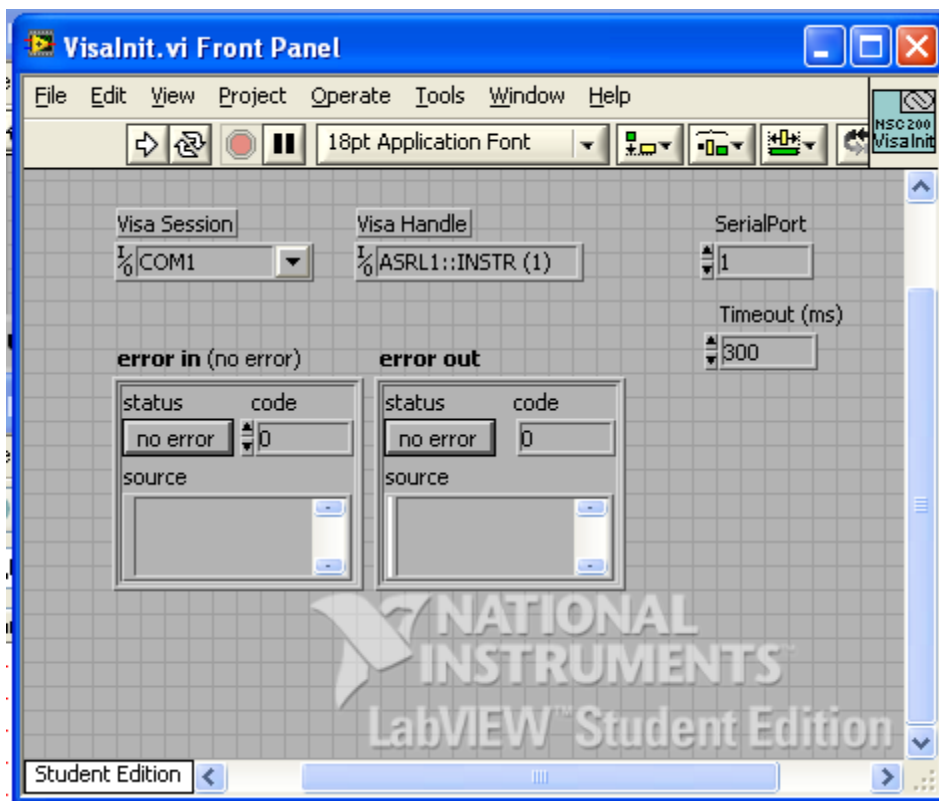 VisaInit.vi Front Panel
File Edit View Project Operate Tools Window Help
NSC200
VisaInit
18pt Application Font
Visa Session Visa Handle SerialPort
COM1 ASRL1::INSTR (1) 1
Timeout (ms)
300
error in (no error) error out
status code status code
no error 0 no error 0
source source
NATIONAL
INSTRUMENTS™
LabVIEW™ Student Edition
Student Edition